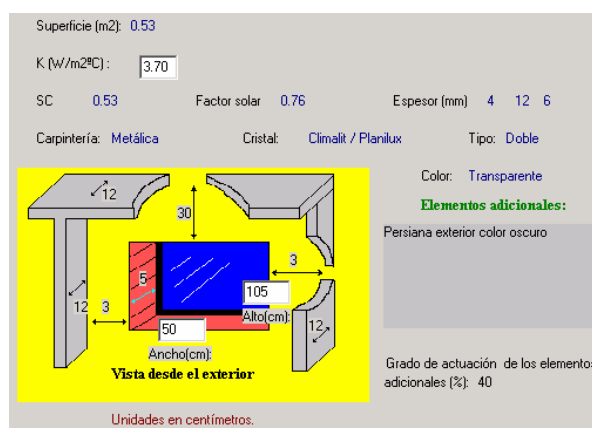 Superficie (m2): 0.53
K (W/m2ºC) : 3.70
SC 0.53 Factor solar 0.76 Espesor (mm) 4 12 6
Carpintería: Metálica Cristal: Climalit / Planilux Tipo: Doble
Color: Transparente
Elementos adicionales:
Persiana exterior color oscuro
12
30
3
5
105
Alto(cm):
12 3
50
12
Ancho(cm):
Vista desde el exterior
Grado de actuación de los elementos
adicionales (%): 40
Unidades en centímetros.